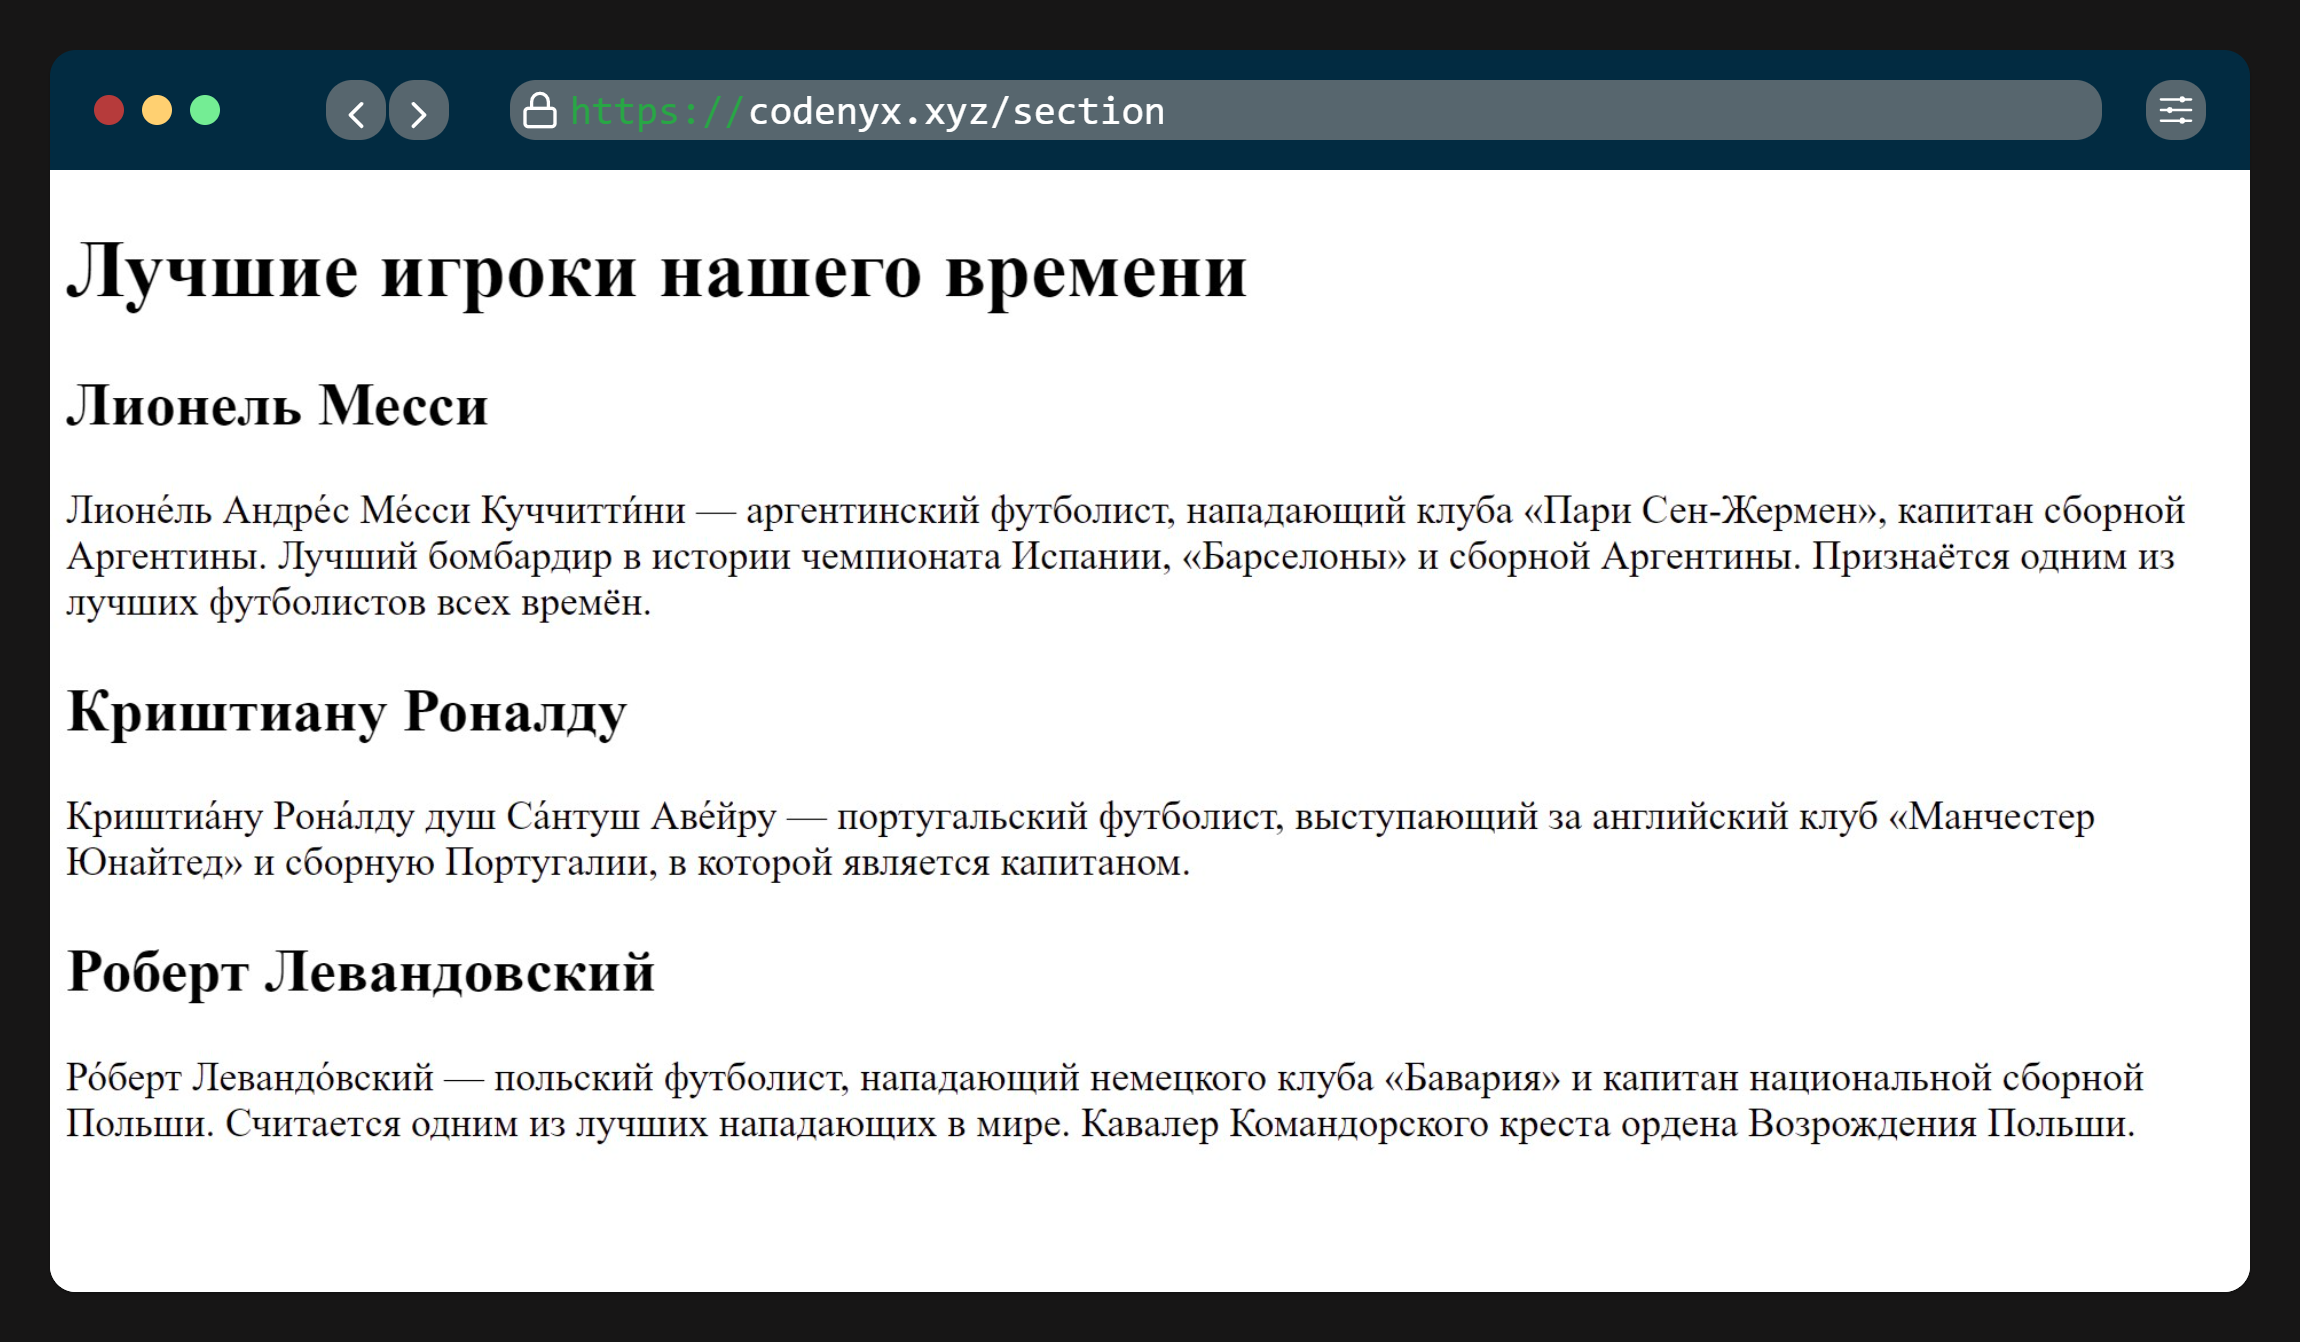 https://codenyx.xyz/section
Лучшие игроки нашего времени
Лионель Месси
Лионе́ль Андре́с Ме́сси Куччитти́ни — аргентинский футболист, нападающий клуба «Пари Сен-Жермен», капитан сборной
Аргентины. Лучший бомбардир в истории чемпионата Испании, «Барселоны» и сборной Аргентины. Признаётся одним из
лучших футболистов всех времён.
Криштиану Роналду
Криштиа́ну Рона́лду душ Са́нтуш Аве́йру — португальский футболист, выступающий за английский клуб «Манчестер
Юнайтед» и сборную Португалии, в которой является капитаном.
Роберт Левандовский
Ро́берт Левандо́вский — польский футболист, нападающий немецкого клуба «Бавария» и капитан национальной сборной
Польши. Считается одним из лучших нападающих в мире. Кавалер Командорского креста ордена Возрождения Польши.